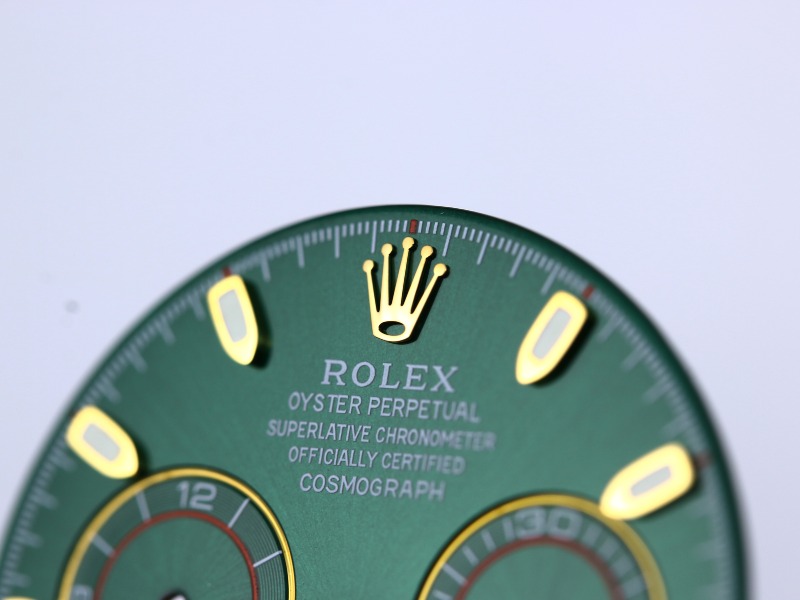 ROLEX
OYSTER PERPETUAL
SUPERLATIVE CHRONOMETER
OFFICIALLY CERTIFIED
COSMOGRAPH
12
30